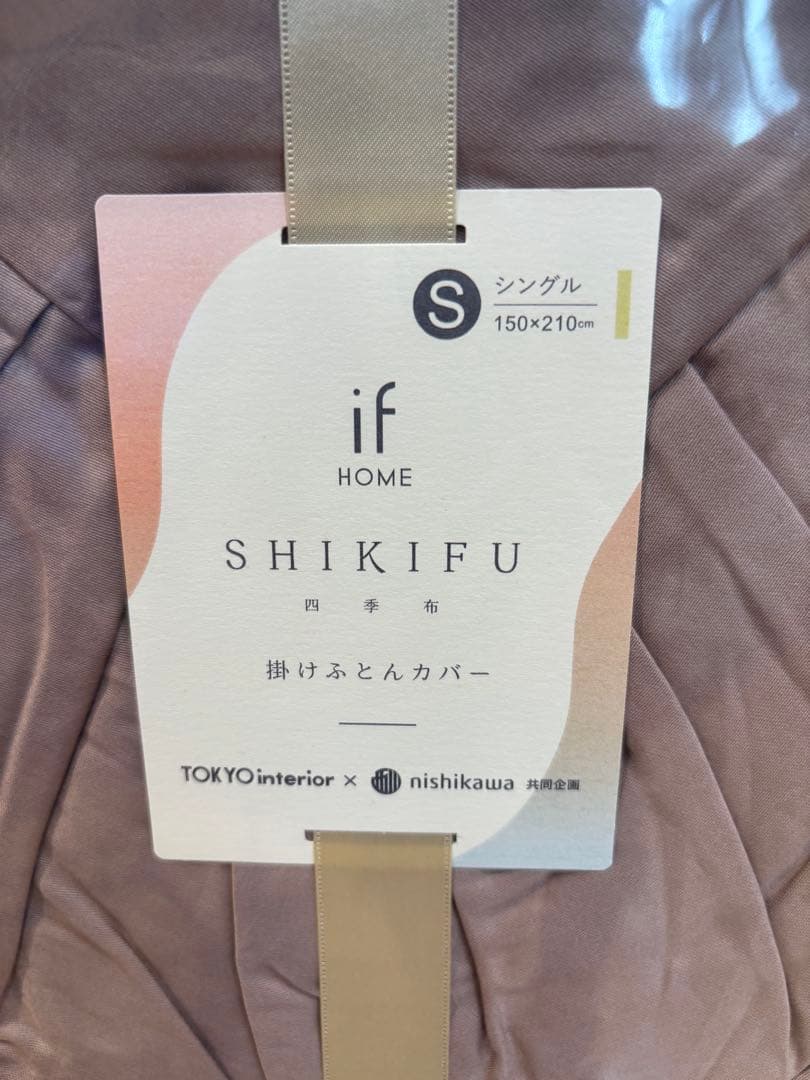 S シングル
150×210cm
if
HOME
SHIKIFU
四季布
掛けふとんカバー
TOKYOinterior × nishikawa 共同企画